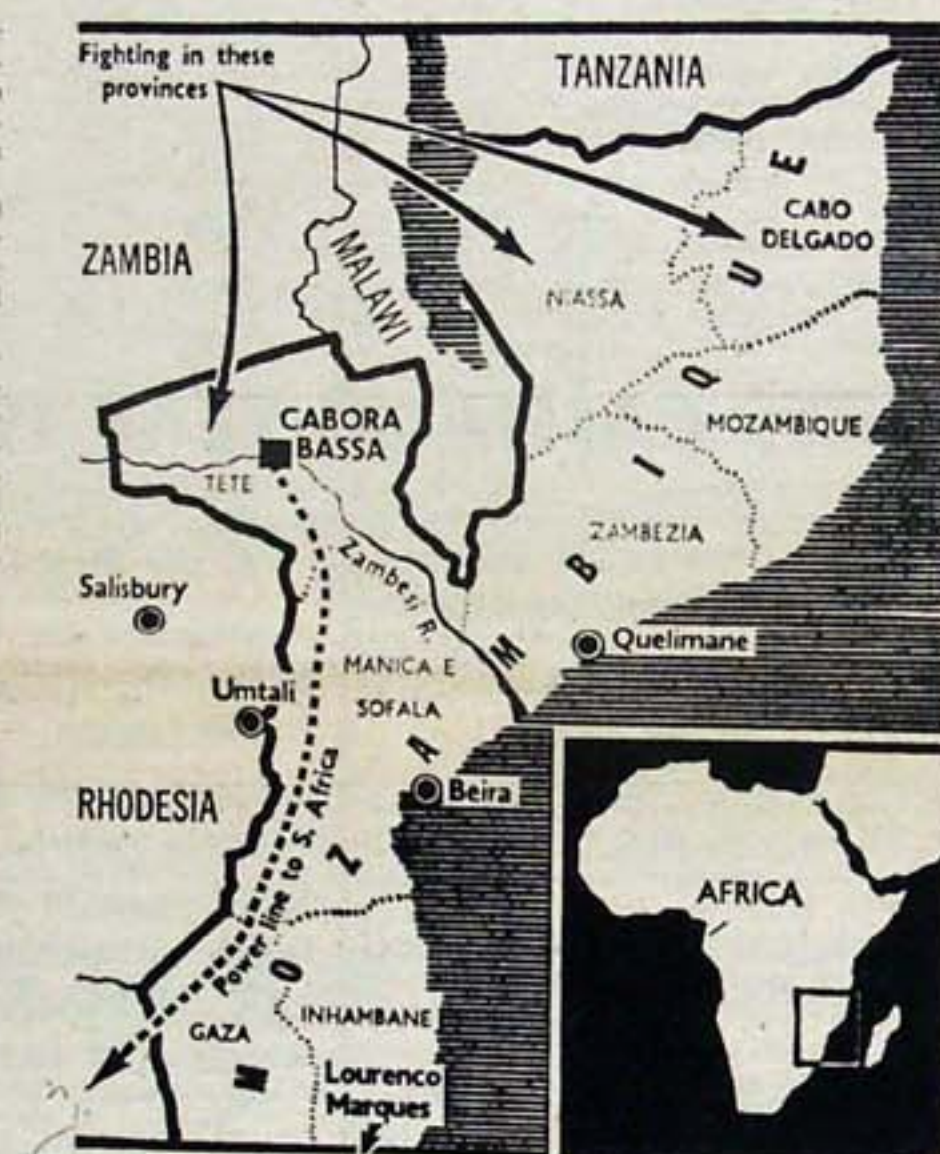 Fighting in these
provinces
TANZANIA
ZAMBIA
MALAWI
CABO
DELGADO
NIASSA
MOZAMBIQUE
CABORA
BASSA
TETE
ZAMBEZIA
Zambesi R.
Salisbury
Quelimane
MANICA E
SOFALA
Umtali
Beira
RHODESIA
Power line to S. Africa
MOZAMBIQUE
AFRICA
GAZA
INHAMBANE
Lourenco
Marques